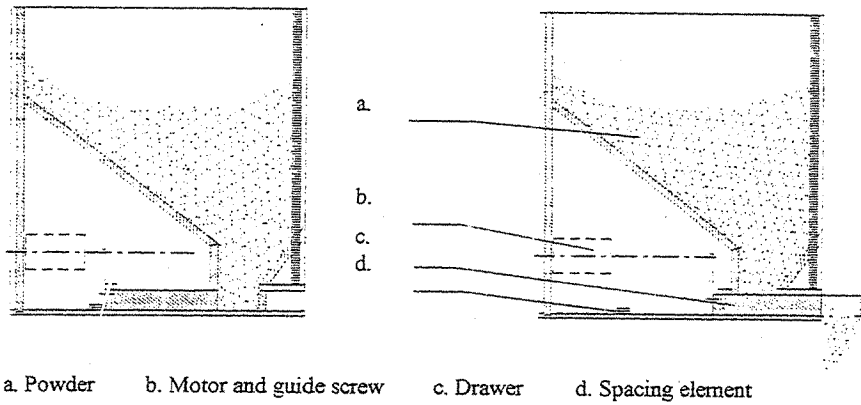 a.
b.
c.
d.
a. Powder b. Motor and guide screw c. Drawer d. Spacing element